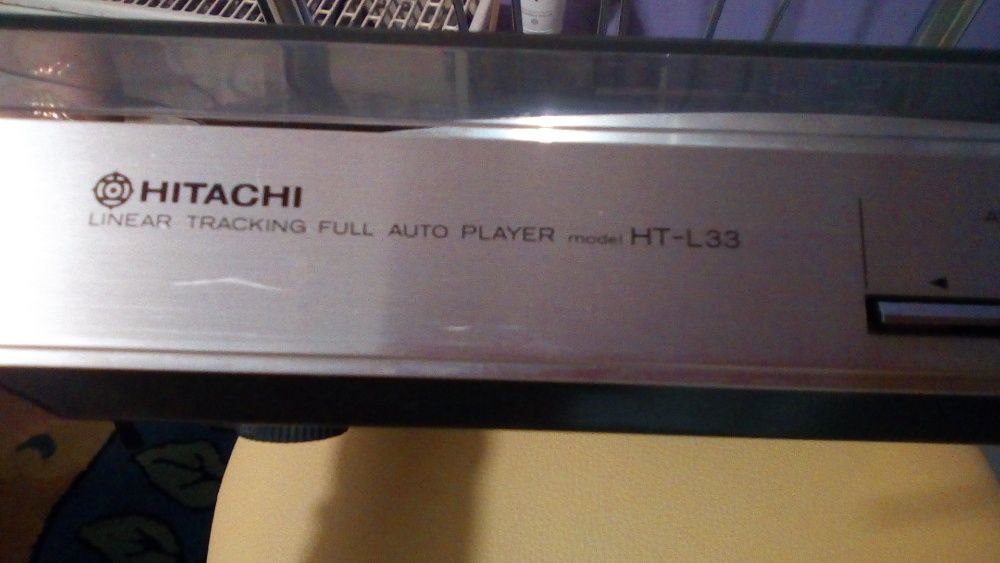 HITACHI
LINEAR TRACKING FULL AUTO PLAYER model HT-L33